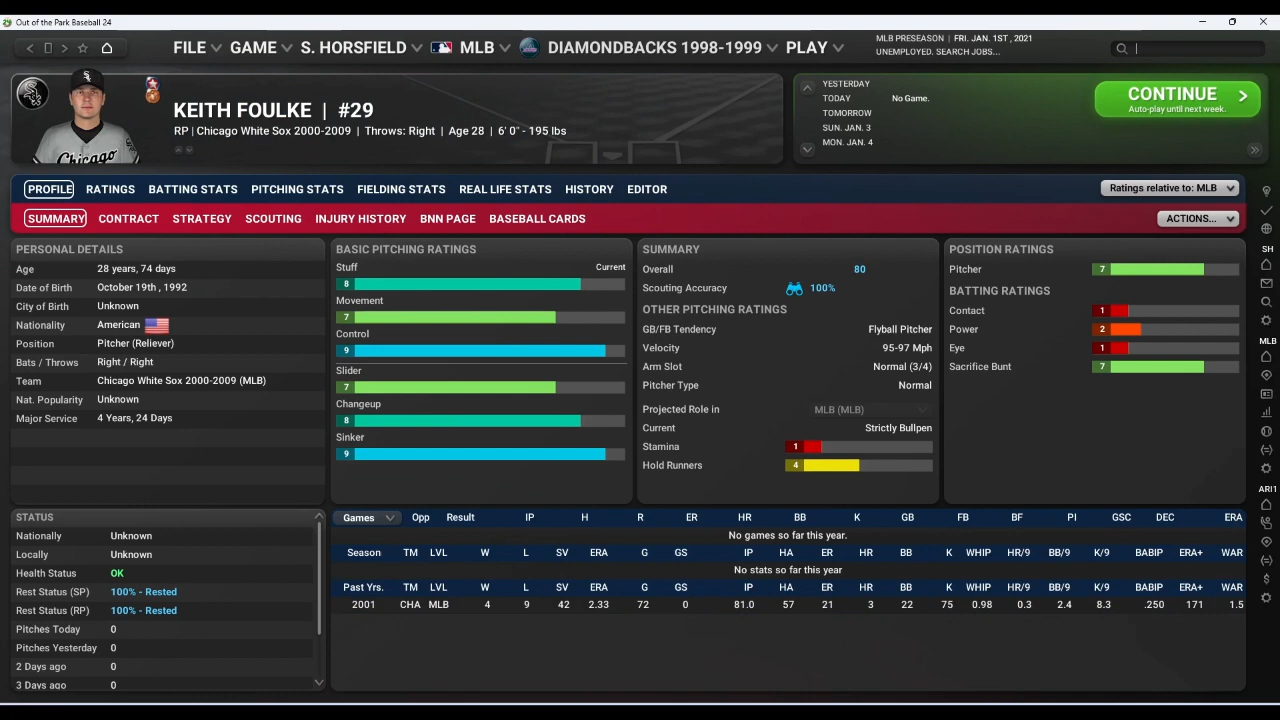 Out of the Park Baseball 24
FILE GAME S. HORSFIELD MLB DIAMONDBACKS 1998-1999 PLAY
MLB PRESEASON | FRI. JAN. 1ST , 2021
UNEMPLOYED. SEARCH JOBS...
KEITH FOULKE | #29
RP | Chicago White Sox 2000-2009 | Throws: Right | Age 28 | 6' 0" - 195 lbs
Chicago
YESTERDAY
TODAY No Game.
TOMORROW
SUN. JAN. 3
MON. JAN. 4
CONTINUE
Auto-play until next week.
PROFILE RATINGS BATTING STATS PITCHING STATS FIELDING STATS REAL LIFE STATS HISTORY EDITOR
Ratings relative to: MLB
SUMMARY CONTRACT STRATEGY SCOUTING INJURY HISTORY BNN PAGE BASEBALL CARDS
ACTIONS...
PERSONAL DETAILS
Age 28 years, 74 days
Date of Birth October 19th , 1992
City of Birth Unknown
Nationality American
Position Pitcher (Reliever)
Bats / Throws Right / Right
Team Chicago White Sox 2000-2009 (MLB)
Nat. Popularity Unknown
Major Service 4 Years, 24 Days
BASIC PITCHING RATINGS
Stuff Current
8
Movement
7
Control
9
Slider
7
Changeup
8
Sinker
9
SUMMARY
Overall 80
Scouting Accuracy 100%
OTHER PITCHING RATINGS
GB/FB Tendency Flyball Pitcher
Velocity 95-97 Mph
Arm Slot Normal (3/4)
Pitcher Type Normal
Projected Role in MLB (MLB)
Current Strictly Bullpen
Stamina 1
Hold Runners 4
POSITION RATINGS
Pitcher 7
BATTING RATINGS
Contact 1
Power 2
Eye 1
Sacrifice Bunt 7
SH
MLB
ARI1
STATUS
Nationally Unknown
Locally Unknown
Health Status OK
Rest Status (SP) 100% - Rested
Rest Status (RP) 100% - Rested
Pitches Today 0
Pitches Yesterday 0
2 Days ago 0
3 Days ago 0
Games Opp Result IP H R ER HR BB K GB FB BF PI GSC DEC ERA
No games so far this year.
Season TM LVL W L SV ERA G GS IP HA ER HR BB K WHIP HR/9 BB/9 K/9 BABIP ERA+ WAR
No stats so far this year
Past Yrs. TM LVL W L SV ERA G GS IP HA ER HR BB K WHIP HR/9 BB/9 K/9 BABIP ERA+ WAR
2001 CHA MLB 4 9 42 2.33 72 0 81.0 57 21 3 22 75 0.98 0.3 2.4 8.3 .250 171 1.5